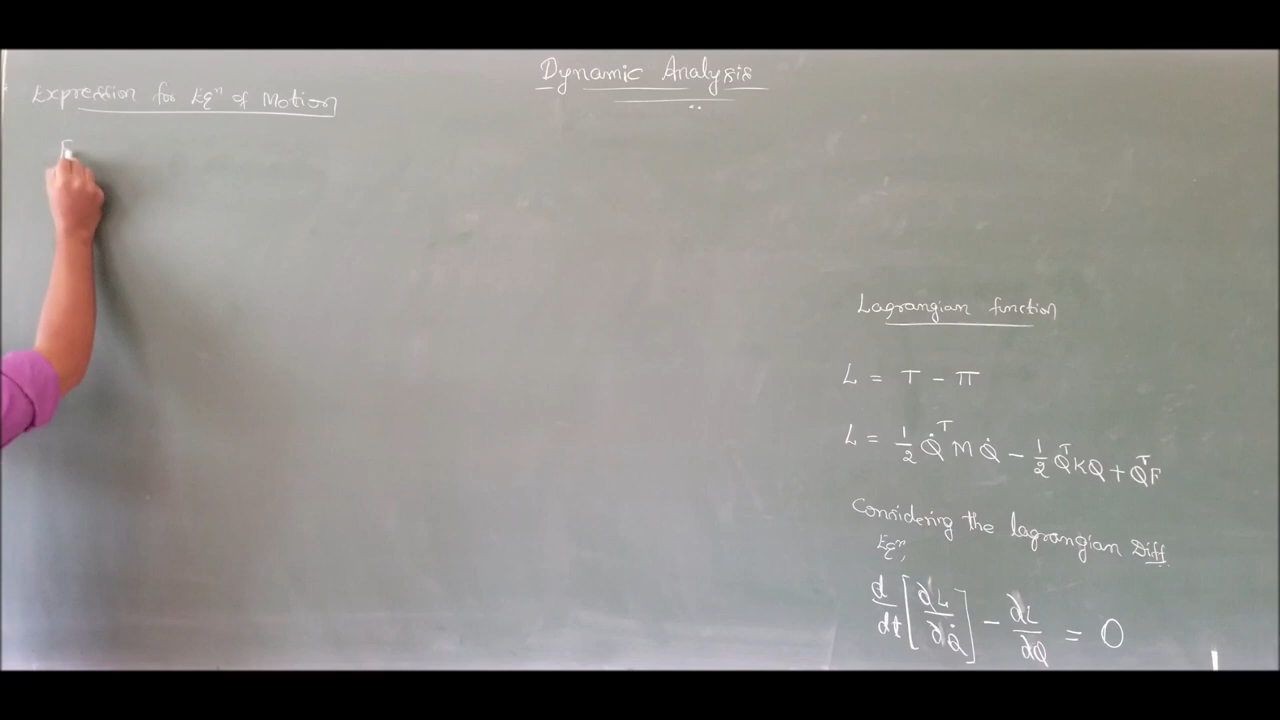 Dynamic Analysis
Expression for Eqⁿ of Motion
Lagrangian function
L = T - π
L = 1/2 Q̇ᵀ M Q̇ - 1/2 Qᵀ K Q + Qᵀ F
Considering the lagrangian Diff
Eqⁿ,
d/dt [∂L/∂Q̇] - ∂L/∂Q = 0